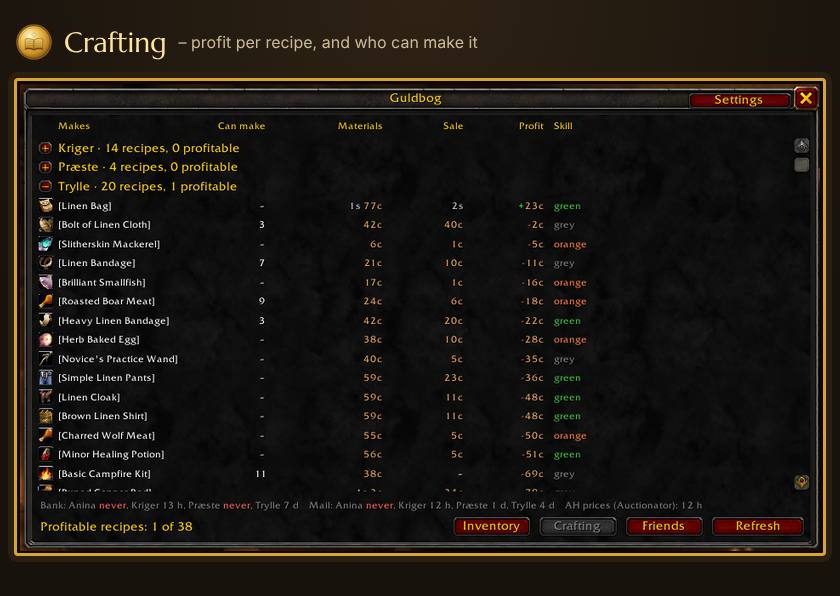 Crafting – profit per recipe, and who can make it
Guldbog
Settings
Makes Can make Materials Sale Profit Skill
Kriger · 14 recipes, 0 profitable
Præste · 4 recipes, 0 profitable
Trylle · 20 recipes, 1 profitable
[Linen Bag] - 1s 77c 2s +23c green
[Bolt of Linen Cloth] 3 42c 40c -2c grey
[Slitherskin Mackerel] - 6c 1c -5c orange
[Linen Bandage] 7 21c 10c -11c grey
[Brilliant Smallfish] - 17c 1c -16c orange
[Roasted Boar Meat] 9 24c 6c -18c orange
[Heavy Linen Bandage] 3 42c 20c -22c green
[Herb Baked Egg] - 38c 10c -28c orange
[Novice's Practice Wand] - 40c 5c -35c grey
[Simple Linen Pants] - 59c 23c -36c green
[Linen Cloak] - 59c 11c -48c green
[Brown Linen Shirt] - 59c 11c -48c green
[Charred Wolf Meat] - 55c 5c -50c orange
[Minor Healing Potion] - 56c 5c -51c green
[Basic Campfire Kit] 11 38c - -69c grey
Bank: Anina never, Kriger 13 h, Præste never, Trylle 7 d Mail: Anina never, Kriger 12 h, Præste 1 d, Trylle 4 d AH prices (Auctionator): 12 h
Profitable recipes: 1 of 38
Inventory Crafting Friends Refresh